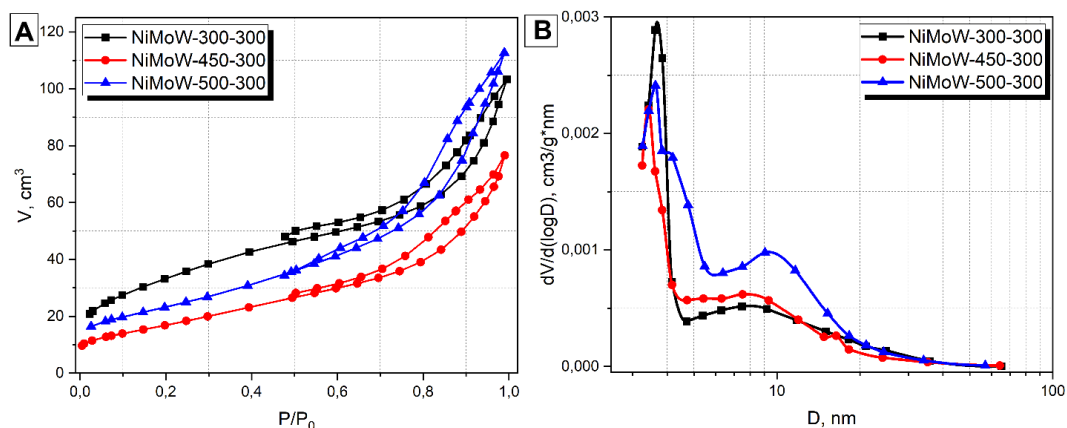 A
NiMoW-300-300
NiMoW-450-300
NiMoW-500-300
V, cm³
120
100
80
60
40
20
0
0,0 0,2 0,4 0,6 0,8 1,0
P/P₀
B
NiMoW-300-300
NiMoW-450-300
NiMoW-500-300
dV/d(logD), cm3/g*nm
0,003
0,002
0,001
0,000
10 100
D, nm